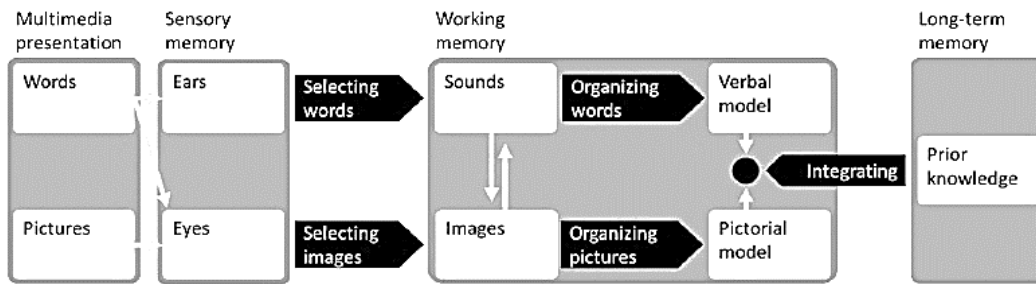 Multimedia
presentation
Sensory
memory
Working
memory
Long-term
memory
Words
Ears
Selecting
words
Sounds
Organizing
words
Verbal
model
Integrating
Prior
knowledge
Pictures
Eyes
Selecting
images
Images
Organizing
pictures
Pictorial
model